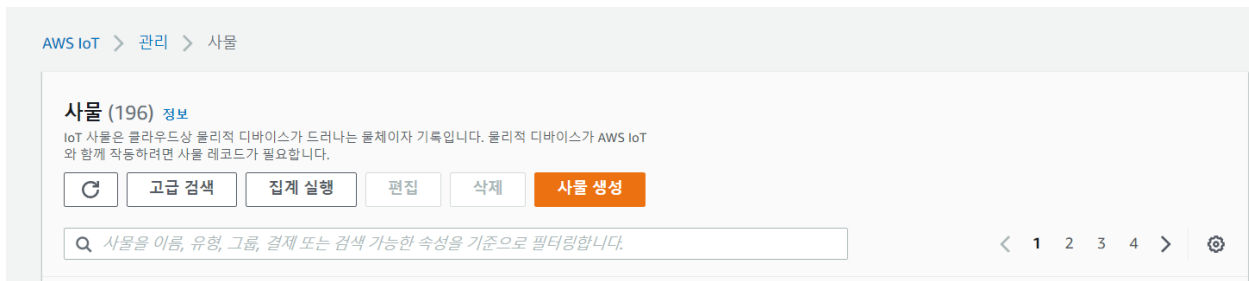 AWS IoT > 관리 > 사물
사물 (196) 정보
IoT 사물은 클라우드상 물리적 디바이스가 드러나는 물체이자 기록입니다. 물리적 디바이스가 AWS IoT
와 함께 작동하려면 사물 레코드가 필요합니다.
고급 검색 집계 실행 편집 삭제 사물 생성
사물을 이름, 유형, 그룹, 결제 또는 검색 가능한 속성을 기준으로 필터링합니다. < 1 2 3 4 >